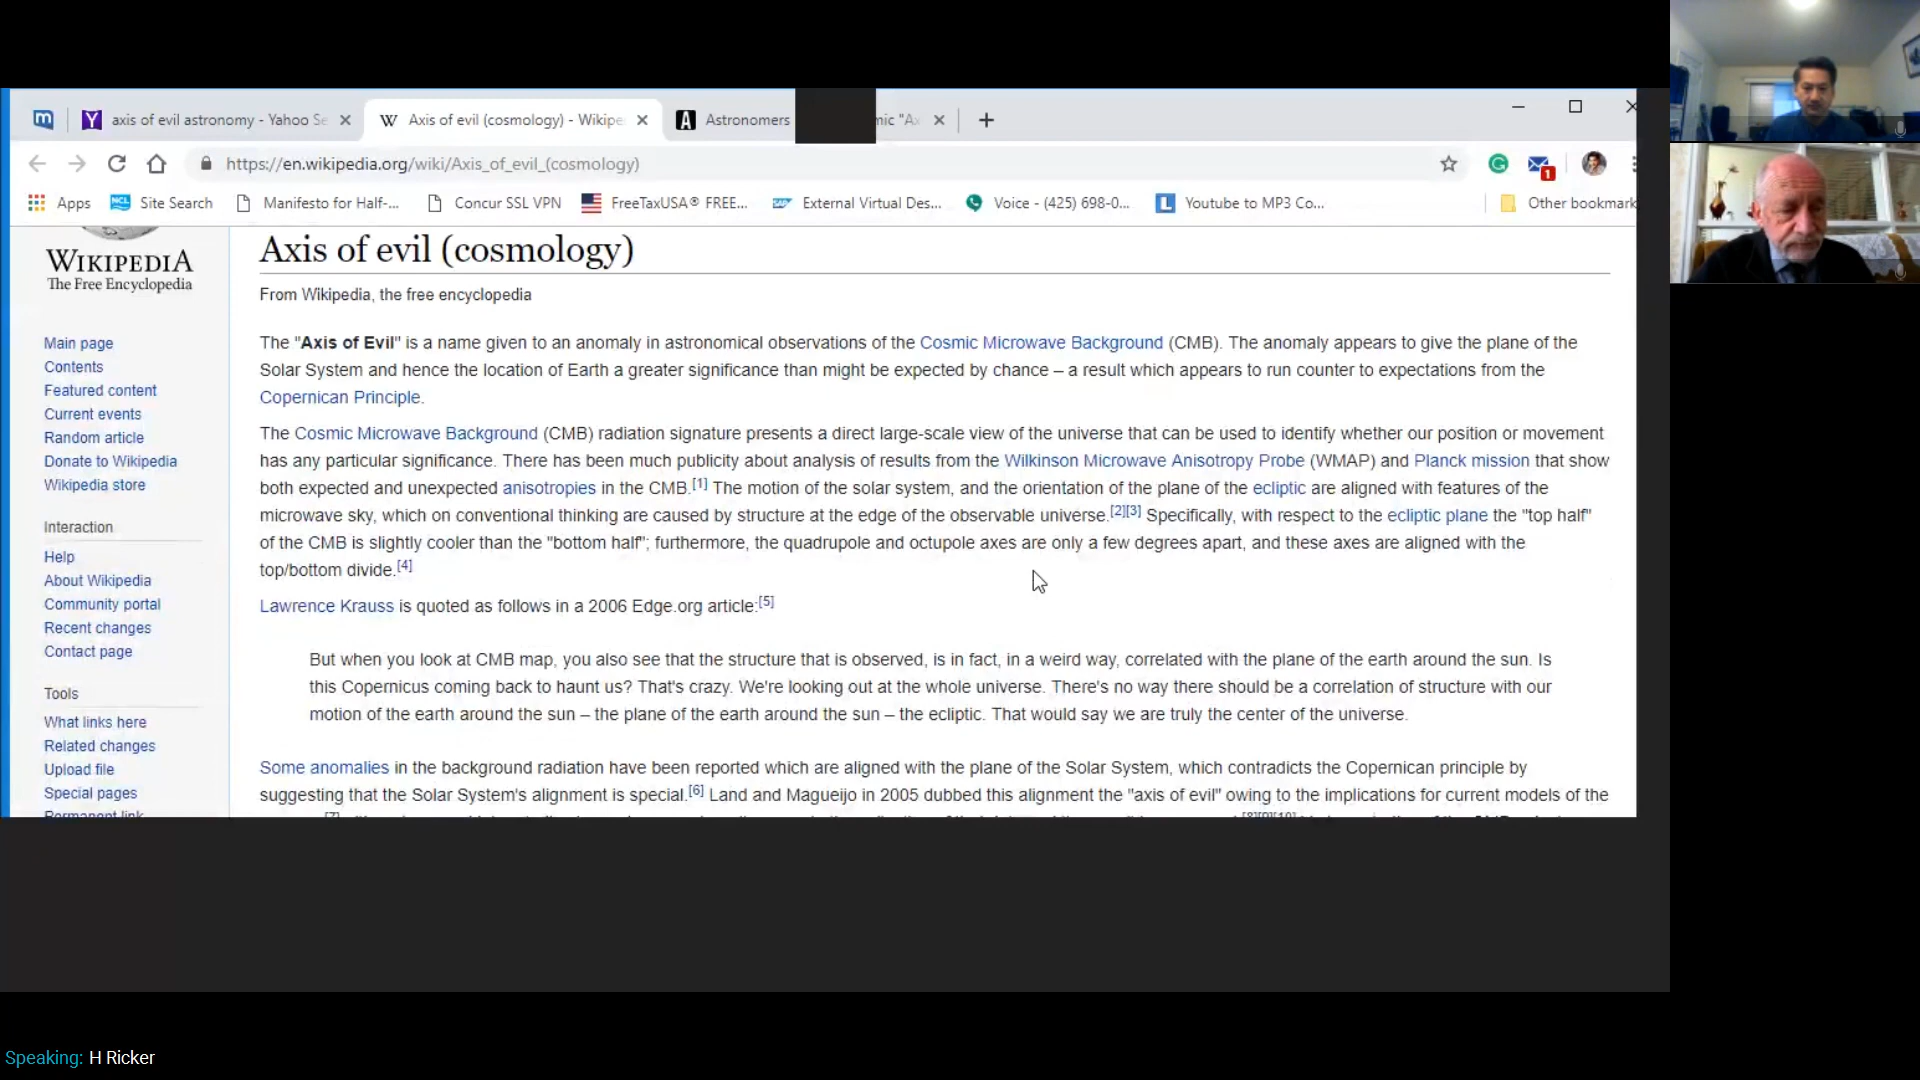 axis of evil astronomy - Yahoo Se
Axis of evil (cosmology) - Wikipe
Astronomers
mic "Ax
https://en.wikipedia.org/wiki/Axis_of_evil_(cosmology)
1
Apps
Site Search
Manifesto for Half-...
Concur SSL VPN
FreeTaxUSA® FREE...
External Virtual Des...
Voice - (425) 698-0...
Youtube to MP3 Co...
Other bookmark
WIKIPEDIA
The Free Encyclopedia
Main page
Contents
Featured content
Current events
Random article
Donate to Wikipedia
Wikipedia store
Interaction
Help
About Wikipedia
Community portal
Recent changes
Contact page
Tools
What links here
Related changes
Upload file
Special pages
Permanent link
Axis of evil (cosmology)
From Wikipedia, the free encyclopedia
The "Axis of Evil" is a name given to an anomaly in astronomical observations of the Cosmic Microwave Background (CMB). The anomaly appears to give the plane of the
Solar System and hence the location of Earth a greater significance than might be expected by chance – a result which appears to run counter to expectations from the
Copernican Principle.
The Cosmic Microwave Background (CMB) radiation signature presents a direct large-scale view of the universe that can be used to identify whether our position or movement
has any particular significance. There has been much publicity about analysis of results from the Wilkinson Microwave Anisotropy Probe (WMAP) and Planck mission that show
both expected and unexpected anisotropies in the CMB.[1] The motion of the solar system, and the orientation of the plane of the ecliptic are aligned with features of the
microwave sky, which on conventional thinking are caused by structure at the edge of the observable universe.[2][3] Specifically, with respect to the ecliptic plane the "top half"
of the CMB is slightly cooler than the "bottom half"; furthermore, the quadrupole and octupole axes are only a few degrees apart, and these axes are aligned with the
top/bottom divide.[4]
Lawrence Krauss is quoted as follows in a 2006 Edge.org article:[5]
But when you look at CMB map, you also see that the structure that is observed, is in fact, in a weird way, correlated with the plane of the earth around the sun. Is
this Copernicus coming back to haunt us? That's crazy. We're looking out at the whole universe. There's no way there should be a correlation of structure with our
motion of the earth around the sun – the plane of the earth around the sun – the ecliptic. That would say we are truly the center of the universe.
Some anomalies in the background radiation have been reported which are aligned with the plane of the Solar System, which contradicts the Copernican principle by
suggesting that the Solar System's alignment is special.[6] Land and Magueijo in 2005 dubbed this alignment the "axis of evil" owing to the implications for current models of the
Speaking: H Ricker